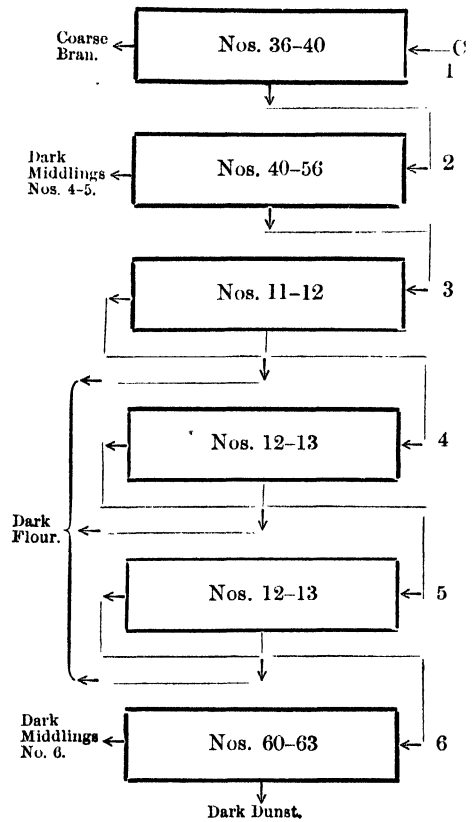 Coarse
Bran.
Nos. 36–40
1
Dark
Middlings
Nos. 4–5.
Nos. 40–56
2
Nos. 11–12
3
Nos. 12–13
4
Dark
Flour.
Nos. 12–13
5
Dark
Middlings
No. 6.
Nos. 60–63
6
Dark Dunst.